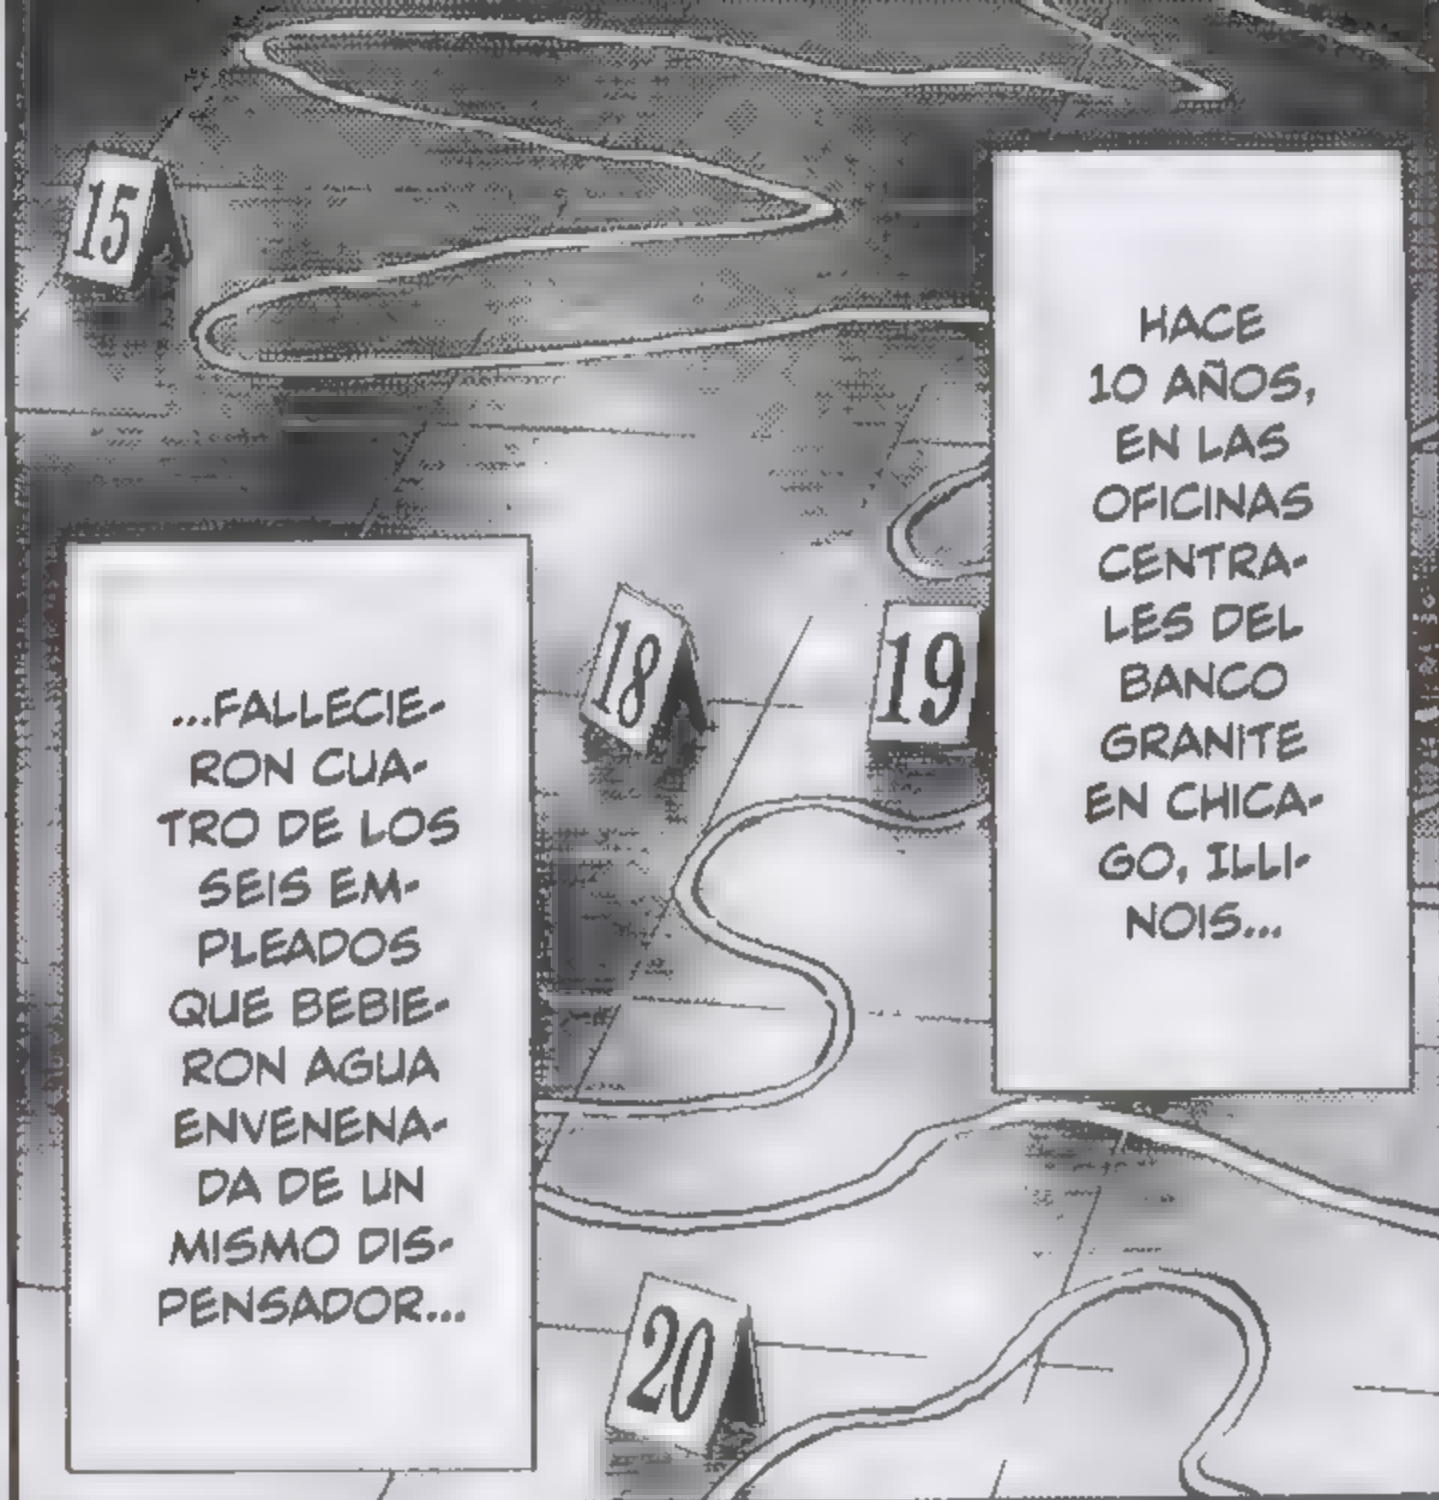 HACE
10 AÑOS,
EN LAS
OFICINAS
CENTRA-
LES DEL
BANCO
GRANITE
EN CHICA-
GO, ILLI-
NOIS...
...FALLECIE-
RON CUA-
TRO DE LOS
SEIS EM-
PLEADOS
QUE BEBIE-
RON AGUA
ENVENENA-
DA DE UN
MISMO DIS-
PENSADOR...
15
18
19
20